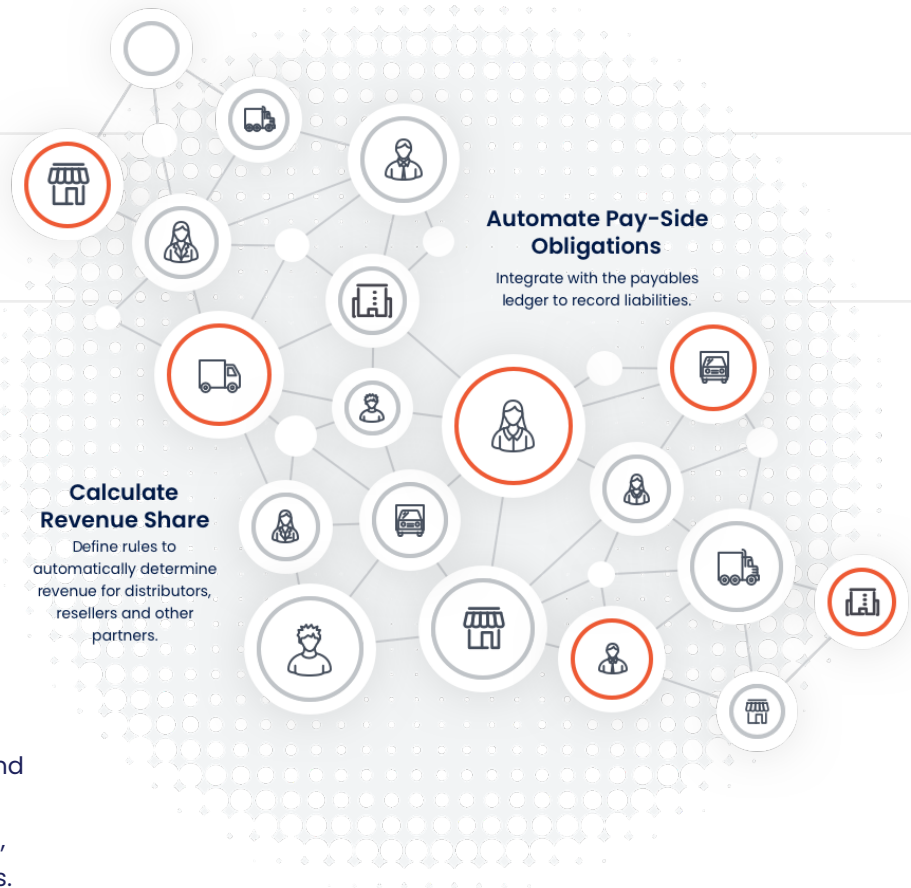 Automate Pay-Side
Obligations
Integrate with the payables
ledger to record liabilities.
Calculate
Revenue Share
Define rules to
automatically determine
revenue for distributors,
resellers and other
partners.